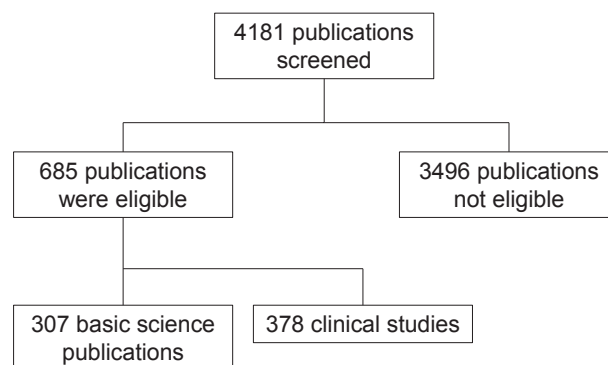 4181 publications
screened
685 publications
were eligible
3496 publications
not eligible
307 basic science
publications
378 clinical studies